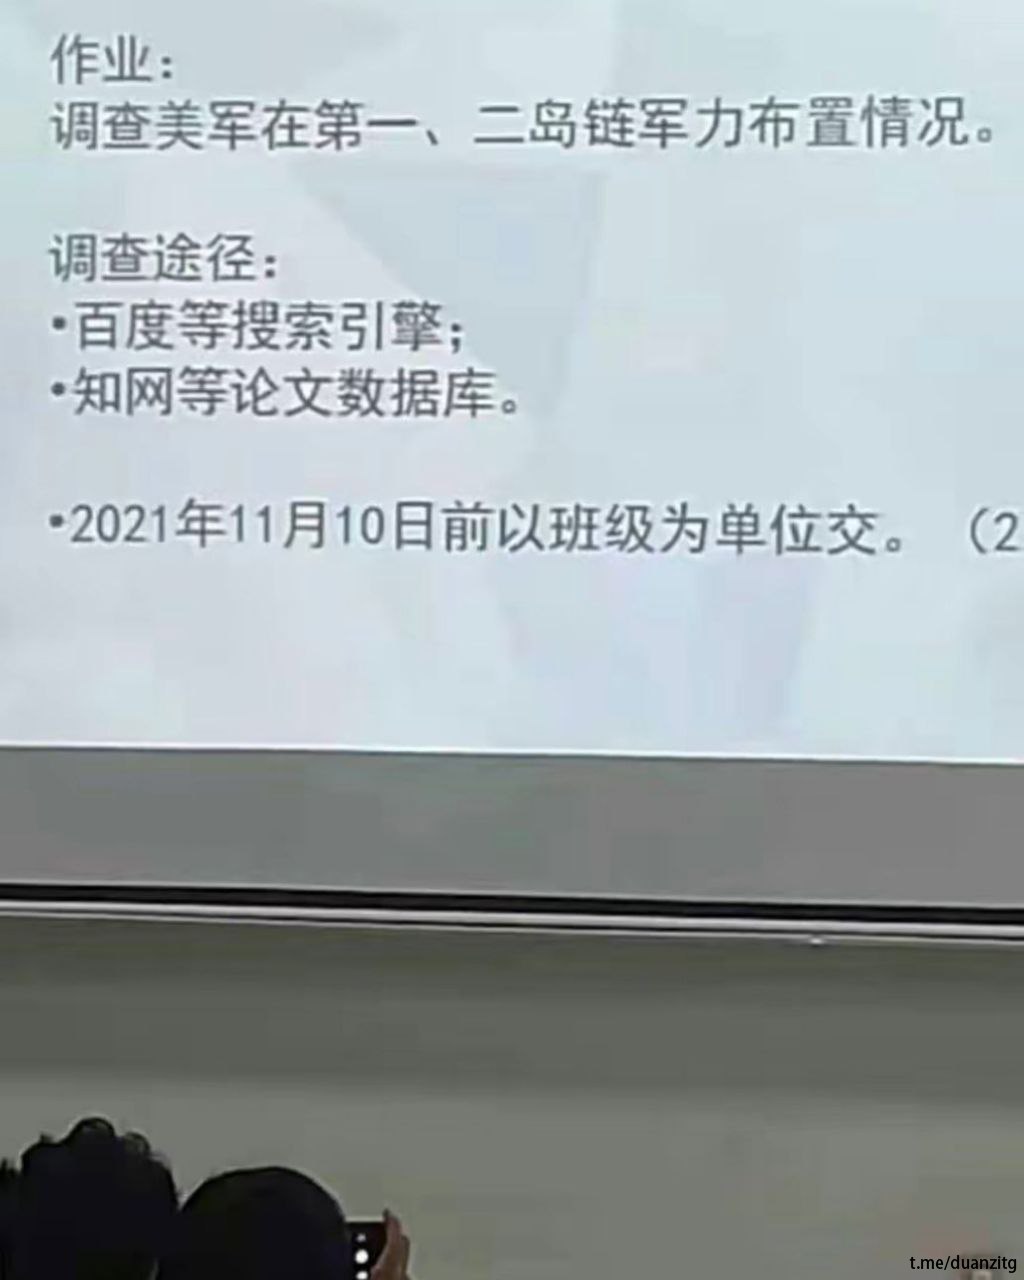 作业：
调查美军在第一、二岛链军力布置情况。
调查途径：
•百度等搜索引擎；
•知网等论文数据库。
•2021年11月10日前以班级为单位交。（2
t.me/duanzitg